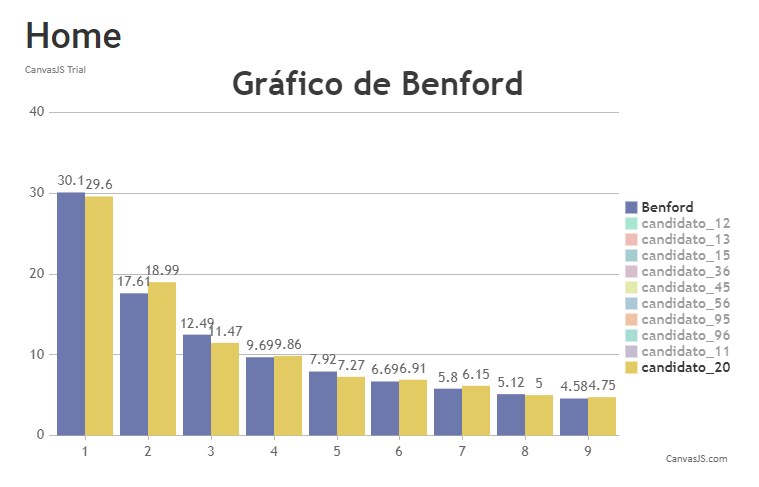 Home
CanvasJS Trial
Gráfico de Benford
40
30
20
10
0
30.1 29.6
17.61 18.99
12.49 11.47
9.69 9.86
7.92 7.27
6.69 6.91
5.8 6.15
5.12 5
4.58 4.75
1 2 3 4 5 6 7 8 9
Benford
candidato_12
candidato_13
candidato_15
candidato_36
candidato_45
candidato_56
candidato_95
candidato_96
candidato_11
candidato_20
CanvasJS.com